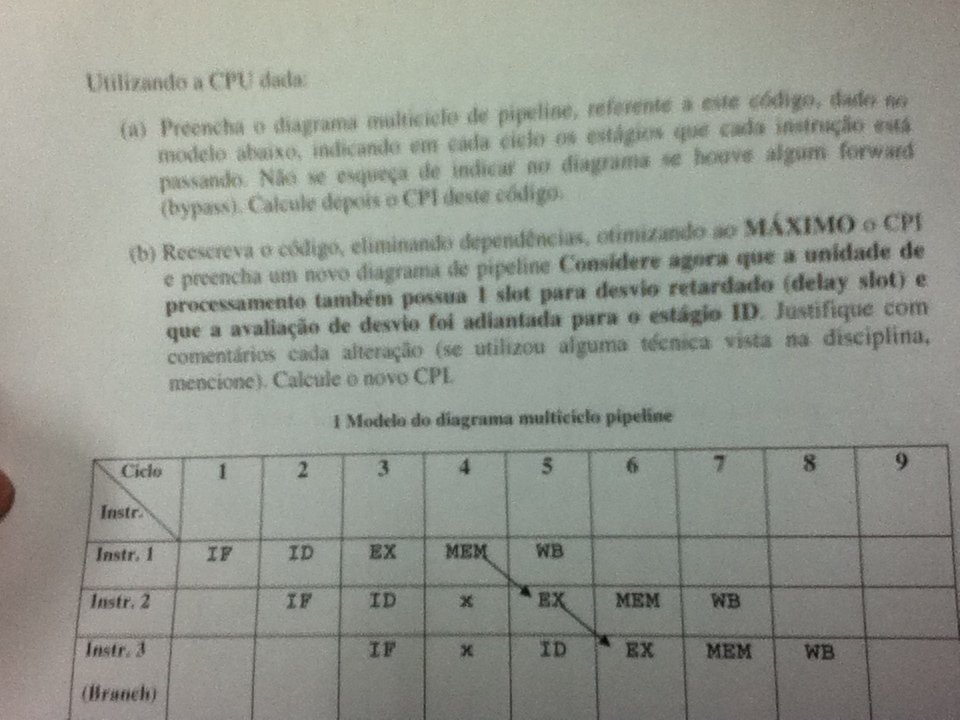 Utilizando a CPU dada:
(a) Preencha o diagrama multiciclo de pipeline, referente a este código, dado no
modelo abaixo, indicando em cada ciclo os estágios que cada instrução está
passando. Não se esqueça de indicar no diagrama se houve algum forward
(bypass). Calcule depois o CPI deste código.
(b) Reescreva o código, eliminando dependências, otimizando ao MÁXIMO o CPI
e preencha um novo diagrama de pipeline Considere agora que a unidade de
processamento também possua 1 slot para desvio retardado (delay slot) e
que a avaliação de desvio foi adiantada para o estágio ID. Justifique com
comentários cada alteração (se utilizou alguma técnica vista na disciplina,
mencione). Calcule o novo CPI.
1 Modelo do diagrama multiciclo pipeline
Ciclo 1 2 3 4 5 6 7 8 9
Instr.
Instr. 1 IF ID EX MEM WB
Instr. 2 IF ID x EX MEM WB
Instr. 3 IF x ID EX MEM WB
(Branch)